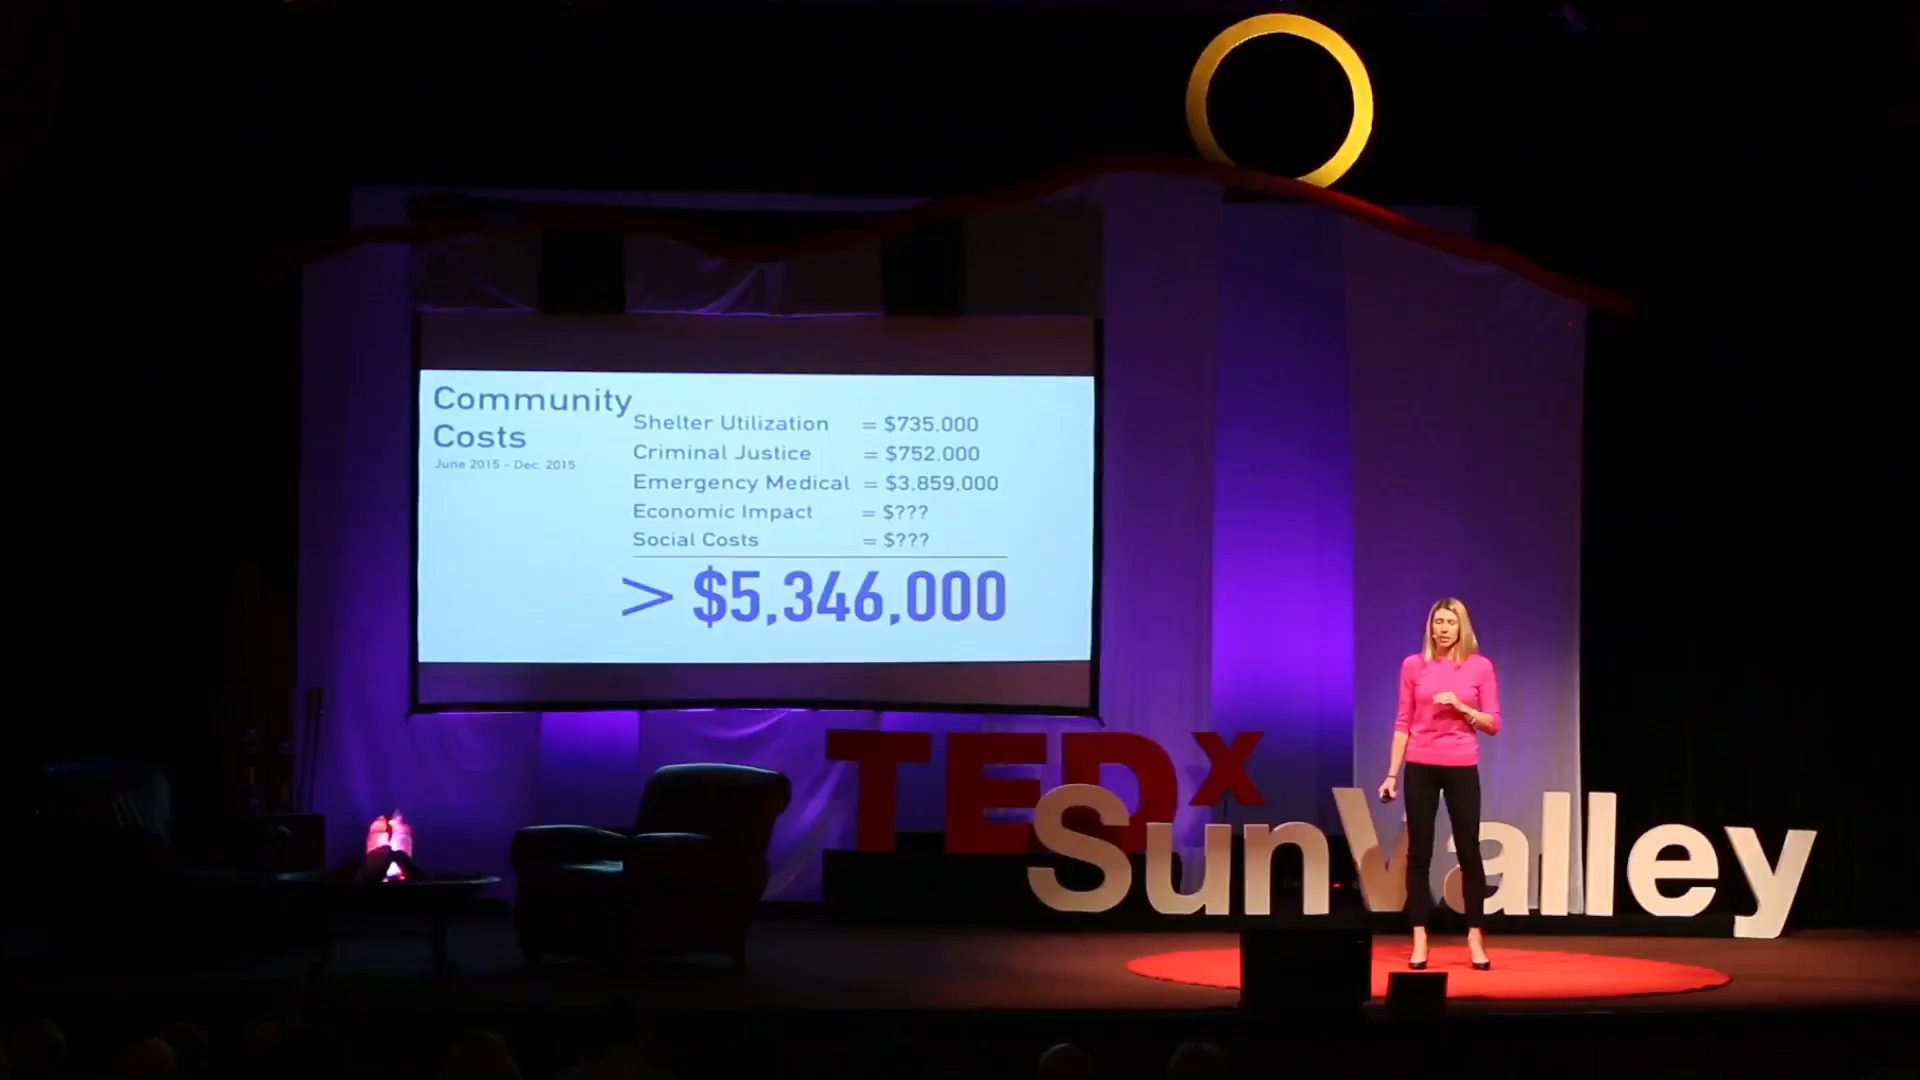 Community
Costs
June 2015 - Dec. 2015
Shelter Utilization = $735,000
Criminal Justice = $752,000
Emergency Medical = $3,859,000
Economic Impact = $???
Social Costs = $???
> $5,346,000
TEDx
SunValley